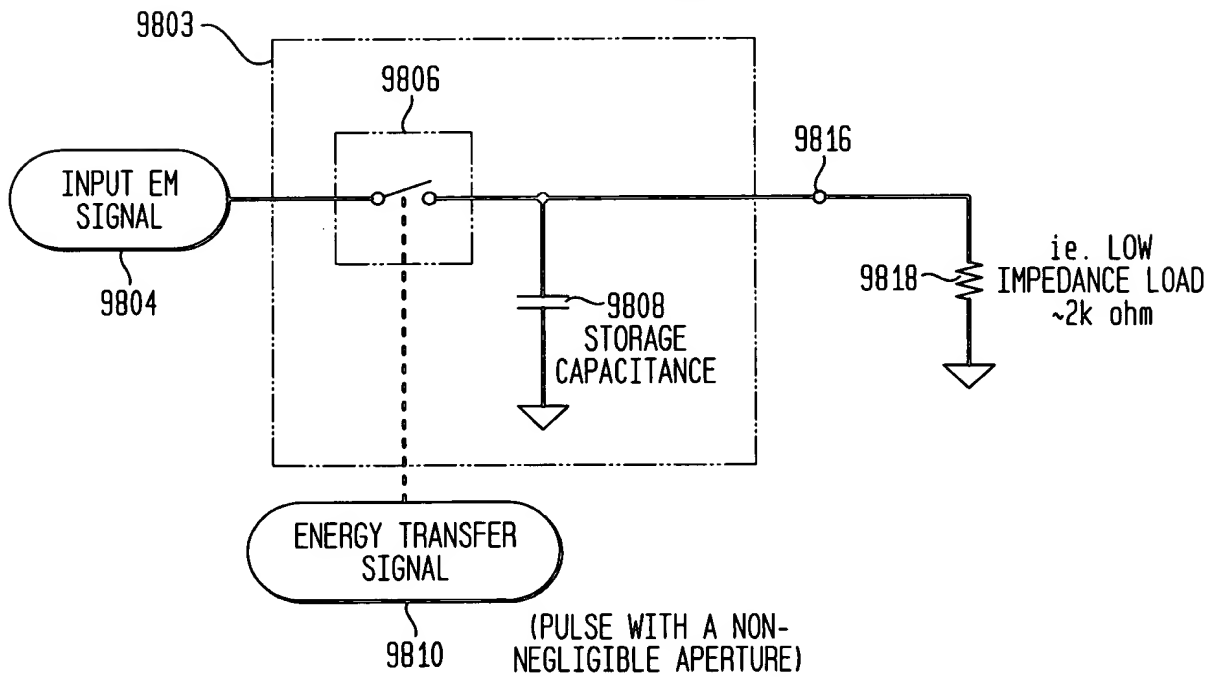 9803
9806
9816
INPUT EM
SIGNAL
9804
9808
STORAGE
CAPACITANCE
9818
ie. LOW
IMPEDANCE LOAD
~2k ohm
ENERGY TRANSFER
SIGNAL
9810
(PULSE WITH A NON-
NEGLIGIBLE APERTURE)